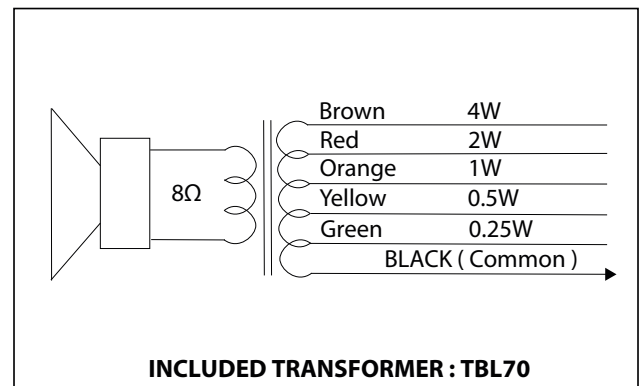 Brown 4W
Red 2W
Orange 1W
8Ω
Yellow 0.5W
Green 0.25W
BLACK ( Common )
INCLUDED TRANSFORMER : TBL70